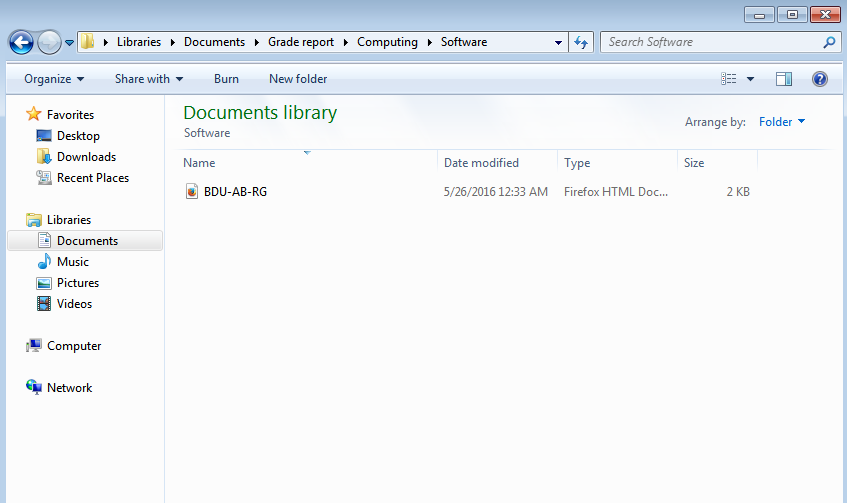 Libraries Documents Grade report Computing Software Search Software
Organize Share with Burn New folder
Favorites
Desktop
Downloads
Recent Places
Libraries
Documents
Music
Pictures
Videos
Computer
Network
Documents library
Software
Arrange by: Folder
Name Date modified Type Size
BDU-AB-RG 5/26/2016 12:33 AM Firefox HTML Doc... 2 KB